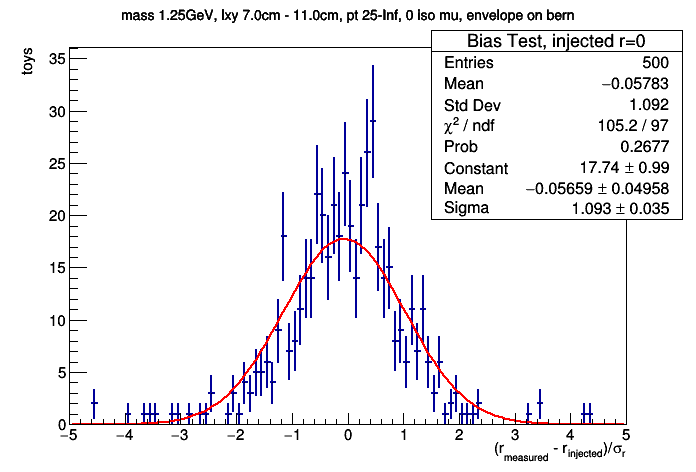 mass 1.25GeV, lxy 7.0cm - 11.0cm, pt 25-Inf, 0 iso mu, envelope on bern
Bias Test, injected r=0
Entries 500
Mean −0.05783
Std Dev 1.092
χ² / ndf 105.2 / 97
Prob 0.2677
Constant 17.74 ± 0.99
Mean −0.05659 ± 0.04958
Sigma 1.093 ± 0.035
toys
35
30
25
20
15
10
5
0
−5 −4 −3 −2 −1 0 1 2 3 4 5
(r_measured - r_injected)/σ_r